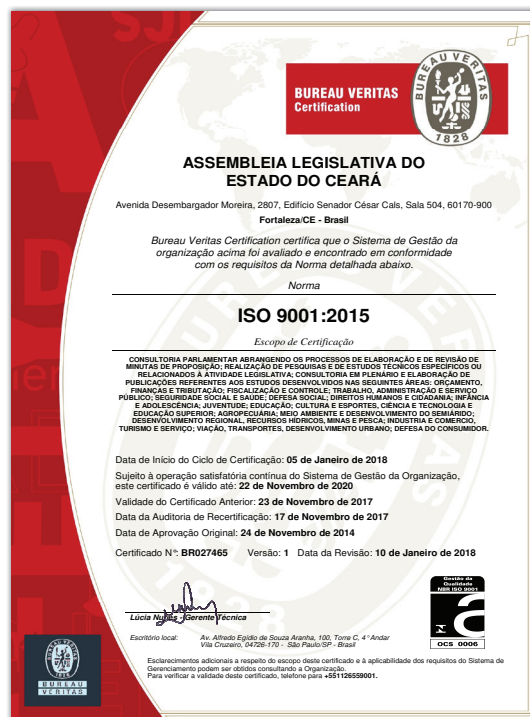 BUREAU VERITAS
Certification
BUREAU VERITAS
1828
ASSEMBLEIA LEGISLATIVA DO
ESTADO DO CEARÁ
Avenida Desembargador Moreira, 2807, Edifício Senador César Cals, Sala 504, 60170-900
Fortaleza/CE - Brasil
Bureau Veritas Certification certifica que o Sistema de Gestão da
organização acima foi avaliado e encontrado em conformidade
com os requisitos da Norma detalhada abaixo.
Norma
ISO 9001:2015
Escopo de Certificação
CONSULTORIA PARLAMENTAR ABRANGENDO OS PROCESSOS DE ELABORAÇÃO E DE REVISÃO DE
MINUTAS DE PROPOSIÇÃO; REALIZAÇÃO DE PESQUISAS E DE ESTUDOS TÉCNICOS ESPECÍFICOS OU
RELACIONADOS À ATIVIDADE LEGISLATIVA; CONSULTORIA EM PLENÁRIO E ELABORAÇÃO DE
PUBLICAÇÕES REFERENTES AOS ESTUDOS DESENVOLVIDOS NAS SEGUINTES ÁREAS: ORÇAMENTO,
FINANÇAS E TRIBUTAÇÃO; FISCALIZAÇÃO E CONTROLE; TRABALHO, ADMINISTRAÇÃO E SERVIÇO
PÚBLICO; SEGURIDADE SOCIAL E SAÚDE; DEFESA SOCIAL; DIREITOS HUMANOS E CIDADANIA; INFÂNCIA
E ADOLESCÊNCIA; JUVENTUDE; EDUCAÇÃO; CULTURA E ESPORTES, CIÊNCIA E TECNOLOGIA E
EDUCAÇÃO SUPERIOR; AGROPECUÁRIA; MEIO AMBIENTE E DESENVOLVIMENTO DO SEMIÁRIDO;
DESENVOLVIMENTO REGIONAL, RECURSOS HÍDRICOS, MINAS E PESCA; INDUSTRIA E COMERCIO,
TURISMO E SERVIÇO; VIAÇÃO, TRANSPORTES, DESENVOLVIMENTO URBANO; DEFESA DO CONSUMIDOR.
Data de Início do Ciclo de Certificação: 05 de Janeiro de 2018
Sujeito à operação satisfatória contínua do Sistema de Gestão da Organização,
este certificado é válido até: 22 de Novembro de 2020
Validade do Certificado Anterior: 23 de Novembro de 2017
Data da Auditoria de Recertificação: 17 de Novembro de 2017
Data de Aprovação Original: 24 de Novembro de 2014
Certificado N°: BR027465 Versão: 1 Data da Revisão: 10 de Janeiro de 2018
Lúcia Nunes - Gerente Técnica
Gestão da
Qualidade
NBR ISO 9001
OCS 0006
Escritório local: Av. Alfredo Egídio de Souza Aranha, 100, Torre C, 4° Andar
Vila Cruzeiro, 04726-170 - São Paulo/SP - Brasil
BUREAU
VERITAS
Esclarecimentos adicionais a respeito do escopo deste certificado e à aplicabilidade dos requisitos do Sistema de
Gerenciamento podem ser obtidos consultando a Organização.
Para verificar a validade deste certificado, telefone para +551126559001.